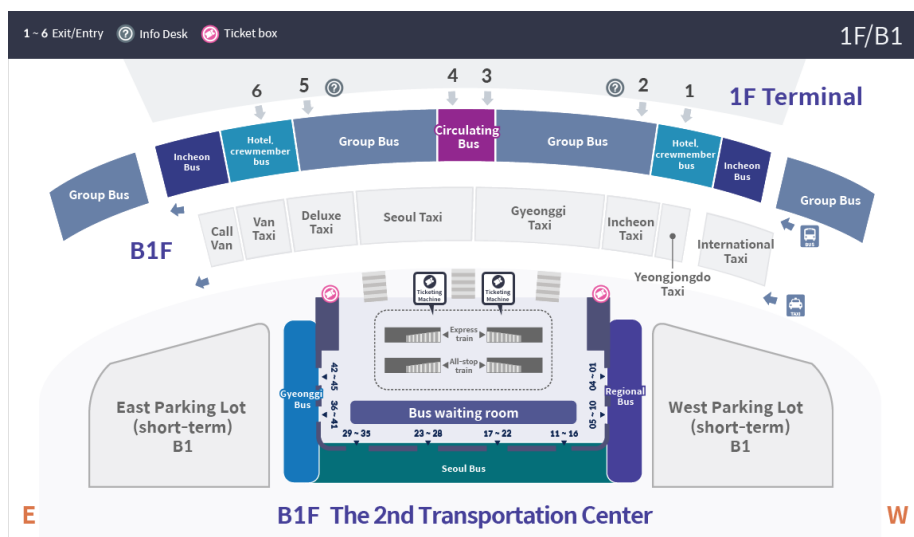 1 ~ 6 Exit/Entry
Info Desk
Ticket box
1F/B1
6
5
4
3
2
1
1F Terminal
Group Bus
Incheon
Bus
Hotel,
crewmember
bus
Group Bus
Circulating
Bus
Group Bus
Hotel,
crewmember
bus
Incheon
Bus
Group Bus
B1F
Call
Van
Van
Taxi
Deluxe
Taxi
Seoul Taxi
Gyeonggi
Taxi
Incheon
Taxi
Yeongjongdo
Taxi
International
Taxi
BUS
TAXI
Ticketing
Machine
Ticketing
Machine
Express
train
All-stop
train
42 ~ 45
36 ~ 41
04 ~ 01
05 ~ 10
Gyeonggi
Bus
Regional
Bus
Bus waiting room
29 ~ 35
23 ~ 28
17 ~ 22
11 ~ 16
Seoul Bus
East Parking Lot
(short-term)
B1
West Parking Lot
(short-term)
B1
E
B1F The 2nd Transportation Center
W